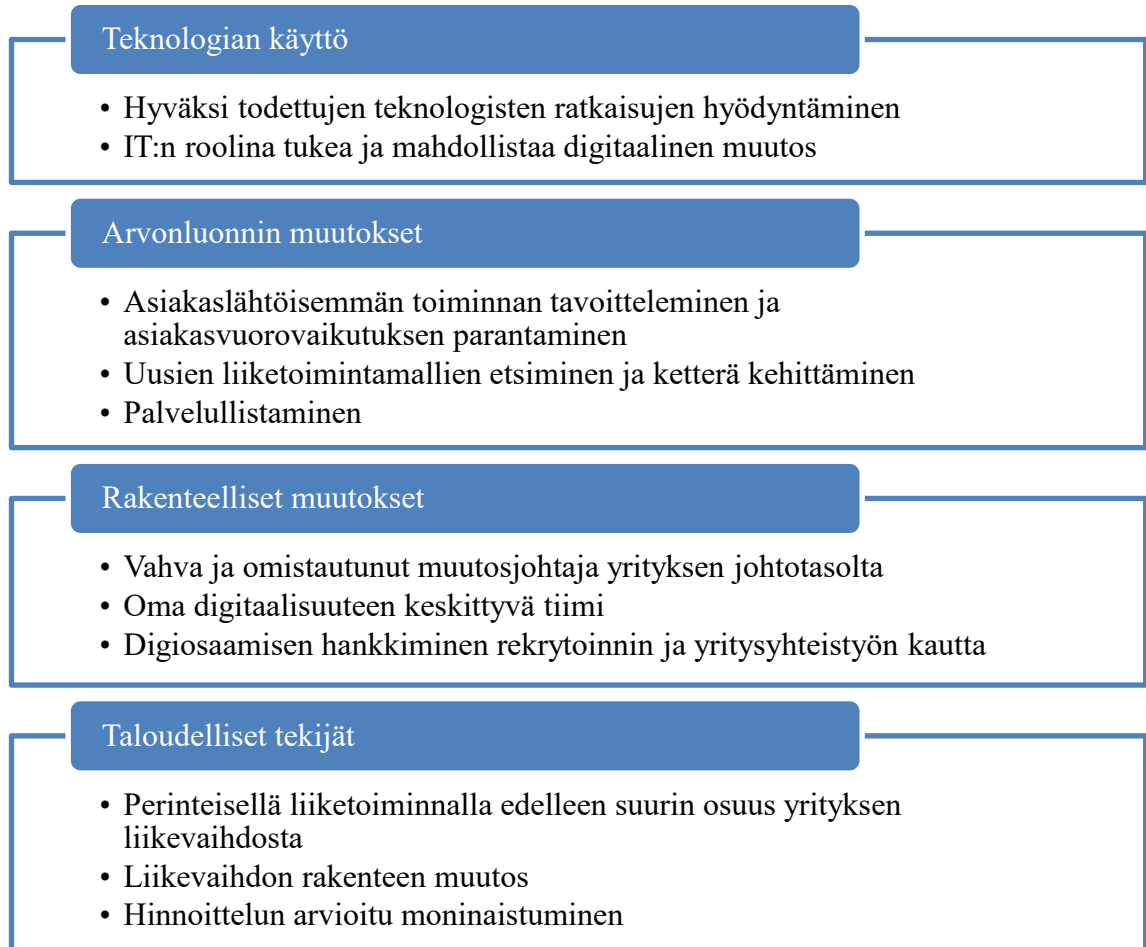 Teknologian käyttö
• Hyväksi todettujen teknologisten ratkaisujen hyödyntäminen
• IT:n roolina tukea ja mahdollistaa digitaalinen muutos
Arvonluonnin muutokset
• Asiakaslähtöisemmän toiminnan tavoitteleminen ja
asiakasvuorovaikutuksen parantaminen
• Uusien liiketoimintamallien etsiminen ja ketterä kehittäminen
• Palvelullistaminen
Rakenteelliset muutokset
• Vahva ja omistautunut muutosjohtaja yrityksen johtotasolta
• Oma digitaalisuuteen keskittyvä tiimi
• Digiosaamisen hankkiminen rekrytoinnin ja yritysyhteistyön kautta
Taloudelliset tekijät
• Perinteisellä liiketoiminnalla edelleen suurin osuus yrityksen
liikevaihdosta
• Liikevaihdon rakenteen muutos
• Hinnoittelun arvioitu moninaistuminen